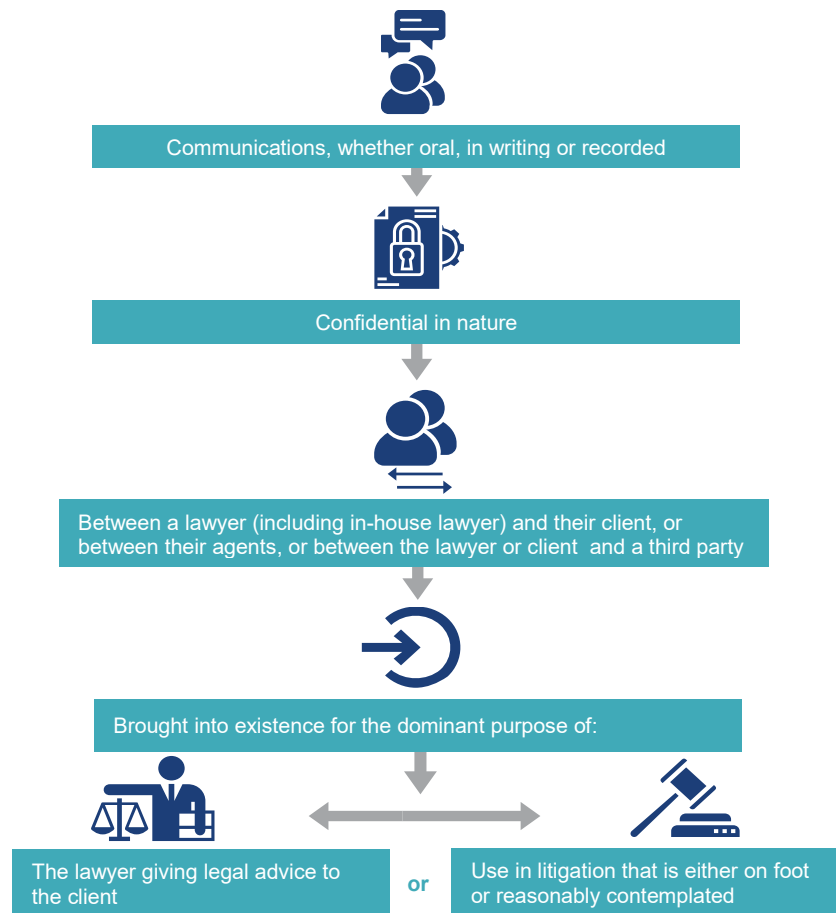 Communications, whether oral, in writing or recorded
Confidential in nature
Between a lawyer (including in-house lawyer) and their client, or
between their agents, or between the lawyer or client and a third party
Brought into existence for the dominant purpose of:
The lawyer giving legal advice to
the client
or
Use in litigation that is either on foot
or reasonably contemplated